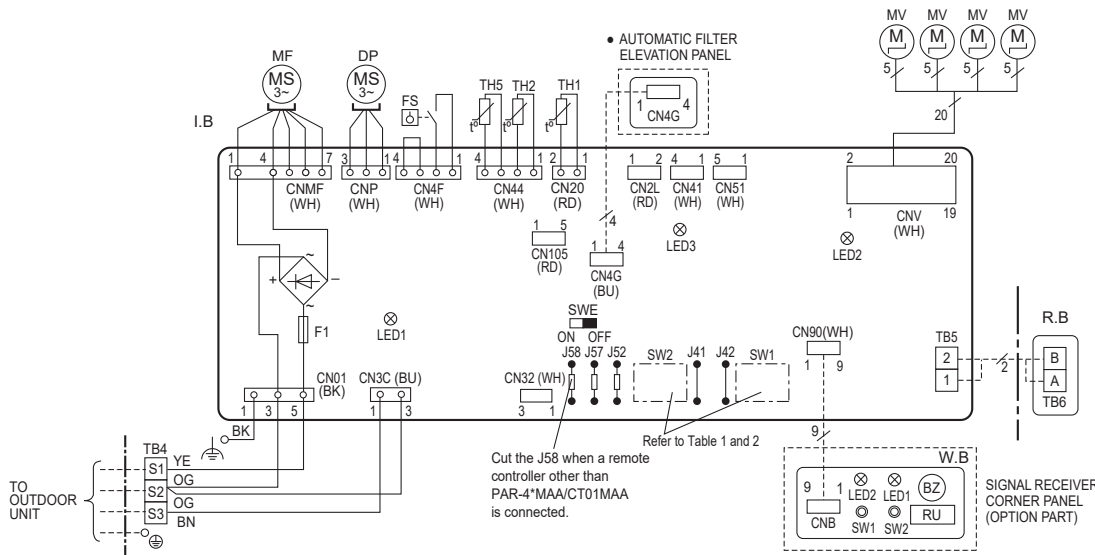 MV MV MV MV
M M M M
5 5 5 5
20
● AUTOMATIC FILTER
ELEVATION PANEL
1 4
CN4G
MF DP
MS
3~
MS
3~
FS
TH5 TH2 TH1
t° t° t°
I.B
1 4 7
CNMF
(WH)
3 1
CNP
(WH)
4 1
CN4F
(WH)
4 1
CN44
(WH)
2 1
CN20
(RD)
4
1 2
CN2L
(RD)
4 1
CN41
(WH)
5 1
CN51
(WH)
2 20
1 19
CNV
(WH)
1 5
CN105
(RD)
1 4
CN4G
(BU)
LED3
LED2
~
+ −
~
F1
LED1
SWE
ON OFF
J58 J57 J52
SW2
J41 J42
SW1
CN90(WH)
1 9
TB5
2
1
2
R.B
B
A
TB6
CN01
(BK)
1 3 5
CN3C (BU)
1 3
CN32 (WH)
3 1
Refer to Table 1 and 2
Cut the J58 when a remote
controller other than
PAR-4*MAA/CT01MAA
is connected.
BK
TB4
S1 YE
OG
S2
OG
S3
BN
TO
OUTDOOR
UNIT
9
W.B
9 1
CNB
LED2 LED1
SW1 SW2
BZ
RU
SIGNAL RECEIVER
CORNER PANEL
(OPTION PART)